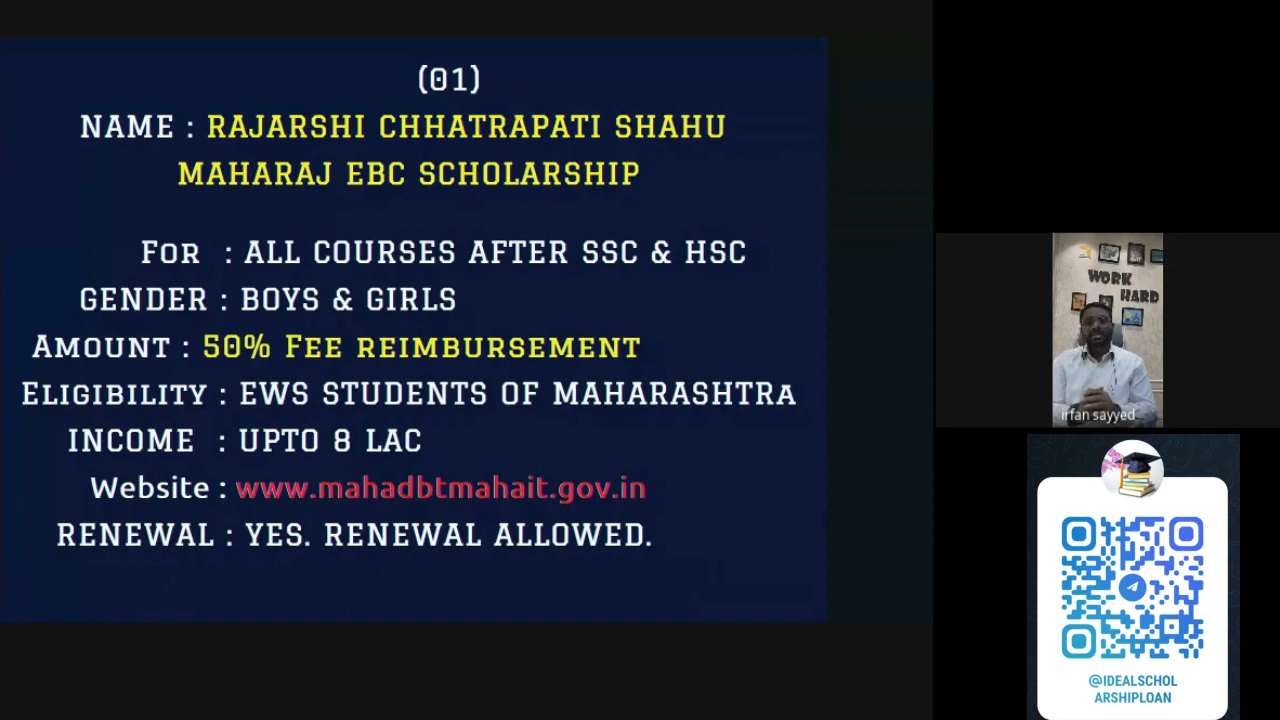 (01)
NAME : RAJARSHI CHHATRAPATI SHAHU
MAHARAJ EBC SCHOLARSHIP
For : ALL COURSES AFTER SSC & HSC
GENDER : BOYS & GIRLS
Amount : 50% Fee reimbursement
Eligibility : EWS STUDENTS OF MAHARASHTRA
INCOME : UPTO 8 LAC
Website : www.mahadbtmahait.gov.in
RENEWAL : YES. RENEWAL ALLOWED.
WORK
HARD
irfan sayyed
@IDEALSCHOL
ARSHIPLOAN